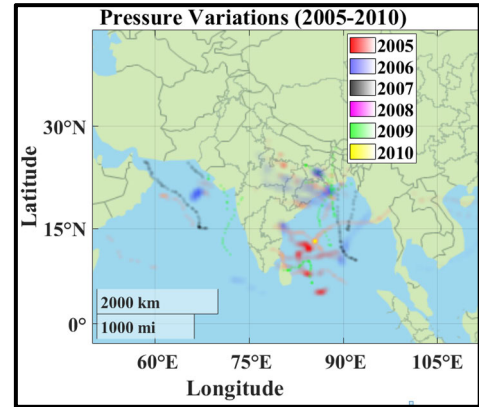 Pressure Variations (2005-2010)
2005
2006
2007
2008
2009
2010
30°N
15°N
0°
Latitude
2000 km
1000 mi
60°E 75°E 90°E 105°E
Longitude